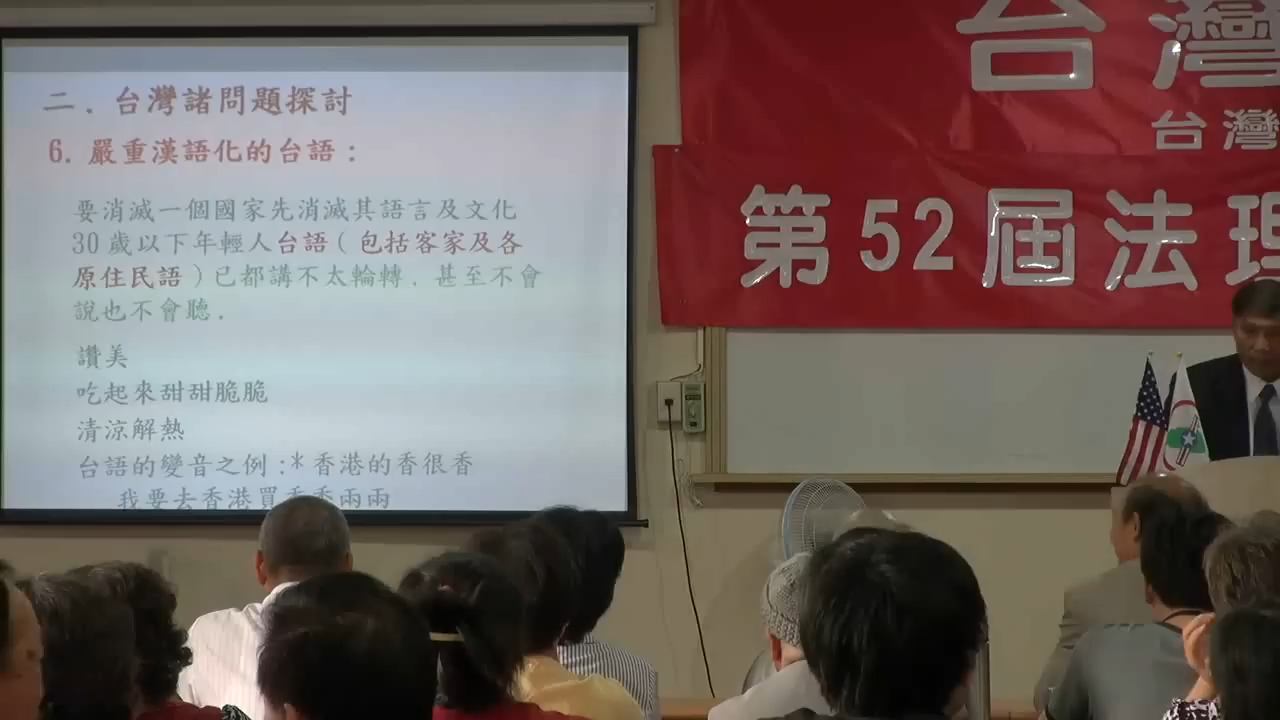 二．台灣諸問題探討
6. 嚴重漢語化的台語：
要消滅一個國家先消滅其語言及文化
30歲以下年輕人台語（包括客家及各
原住民語）已都講不太輪轉．甚至不會
說也不會聽．
讚美
吃起來甜甜脆脆
清涼解熱
台語的變音之例：*香港的香很香
我要去香港買香香兩兩
台灣
台灣
第52屆法理